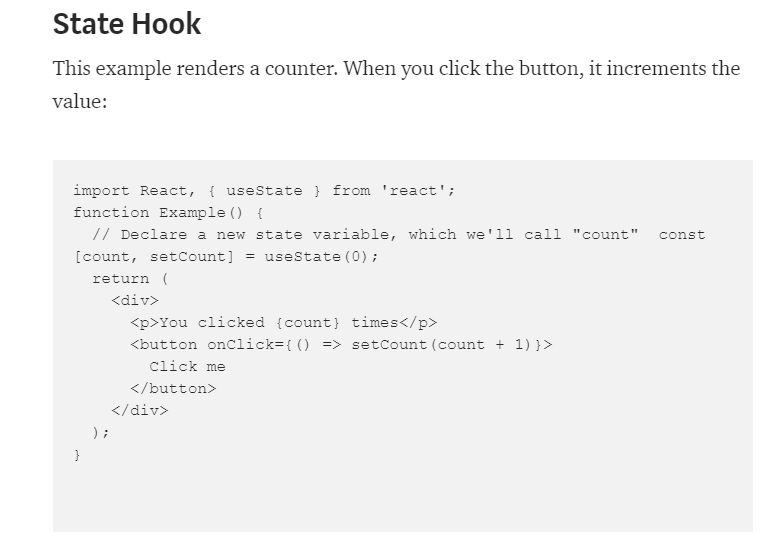 State Hook
This example renders a counter. When you click the button, it increments the
value:
import React, { useState } from 'react';
function Example() {
  // Declare a new state variable, which we'll call "count"  const
[count, setCount] = useState(0);
  return (
    <div>
      <p>You clicked {count} times</p>
      <button onClick={() => setCount(count + 1)}>
        Click me
      </button>
    </div>
  );
}